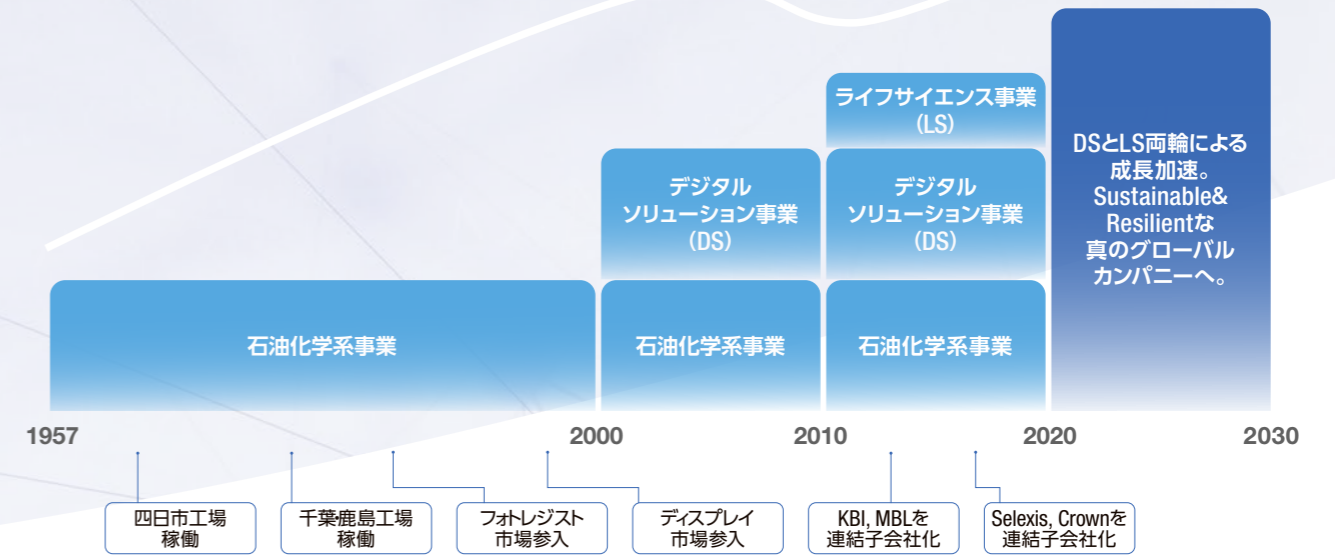 ライフサイエンス事業
(LS)
デジタル
ソリューション事業
(DS)
デジタル
ソリューション事業
(DS)
DSとLS両輪による
成長加速。
Sustainable&
Resilientな
真のグローバル
カンパニーへ。
石油化学系事業
石油化学系事業
石油化学系事業
1957
2000
2010
2020
2030
四日市工場
稼働
千葉・鹿島工場
稼働
フォトレジスト
市場参入
ディスプレイ
市場参入
KBI, MBLを
連結子会社化
Selexis, Crownを
連結子会社化